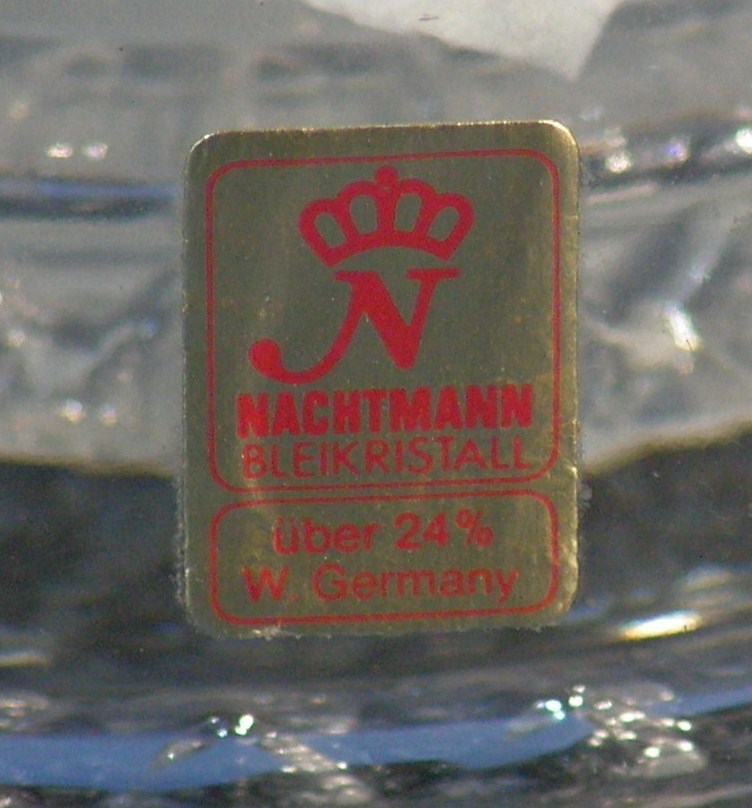 N
NACHTMANN
BLEIKRISTALL
über 24%
W. Germany